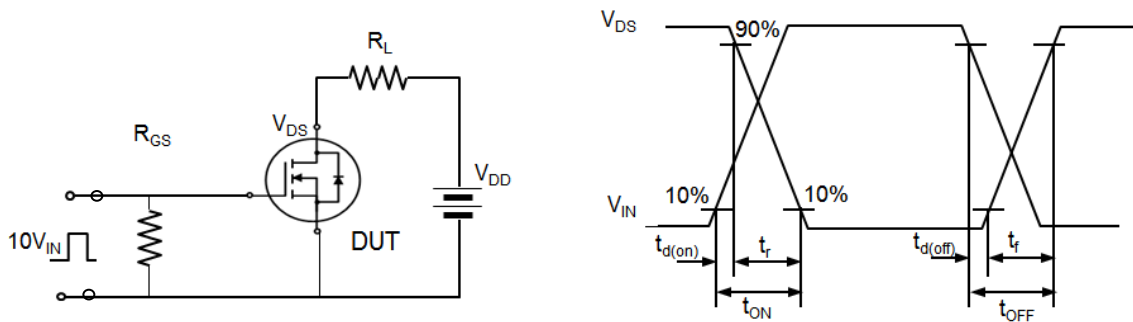 R_L
V_DS
R_GS
V_DD
10V_IN
DUT
V_DS
90%
10%
10%
V_IN
t_d(on)
t_r
t_d(off)
t_f
t_ON
t_OFF